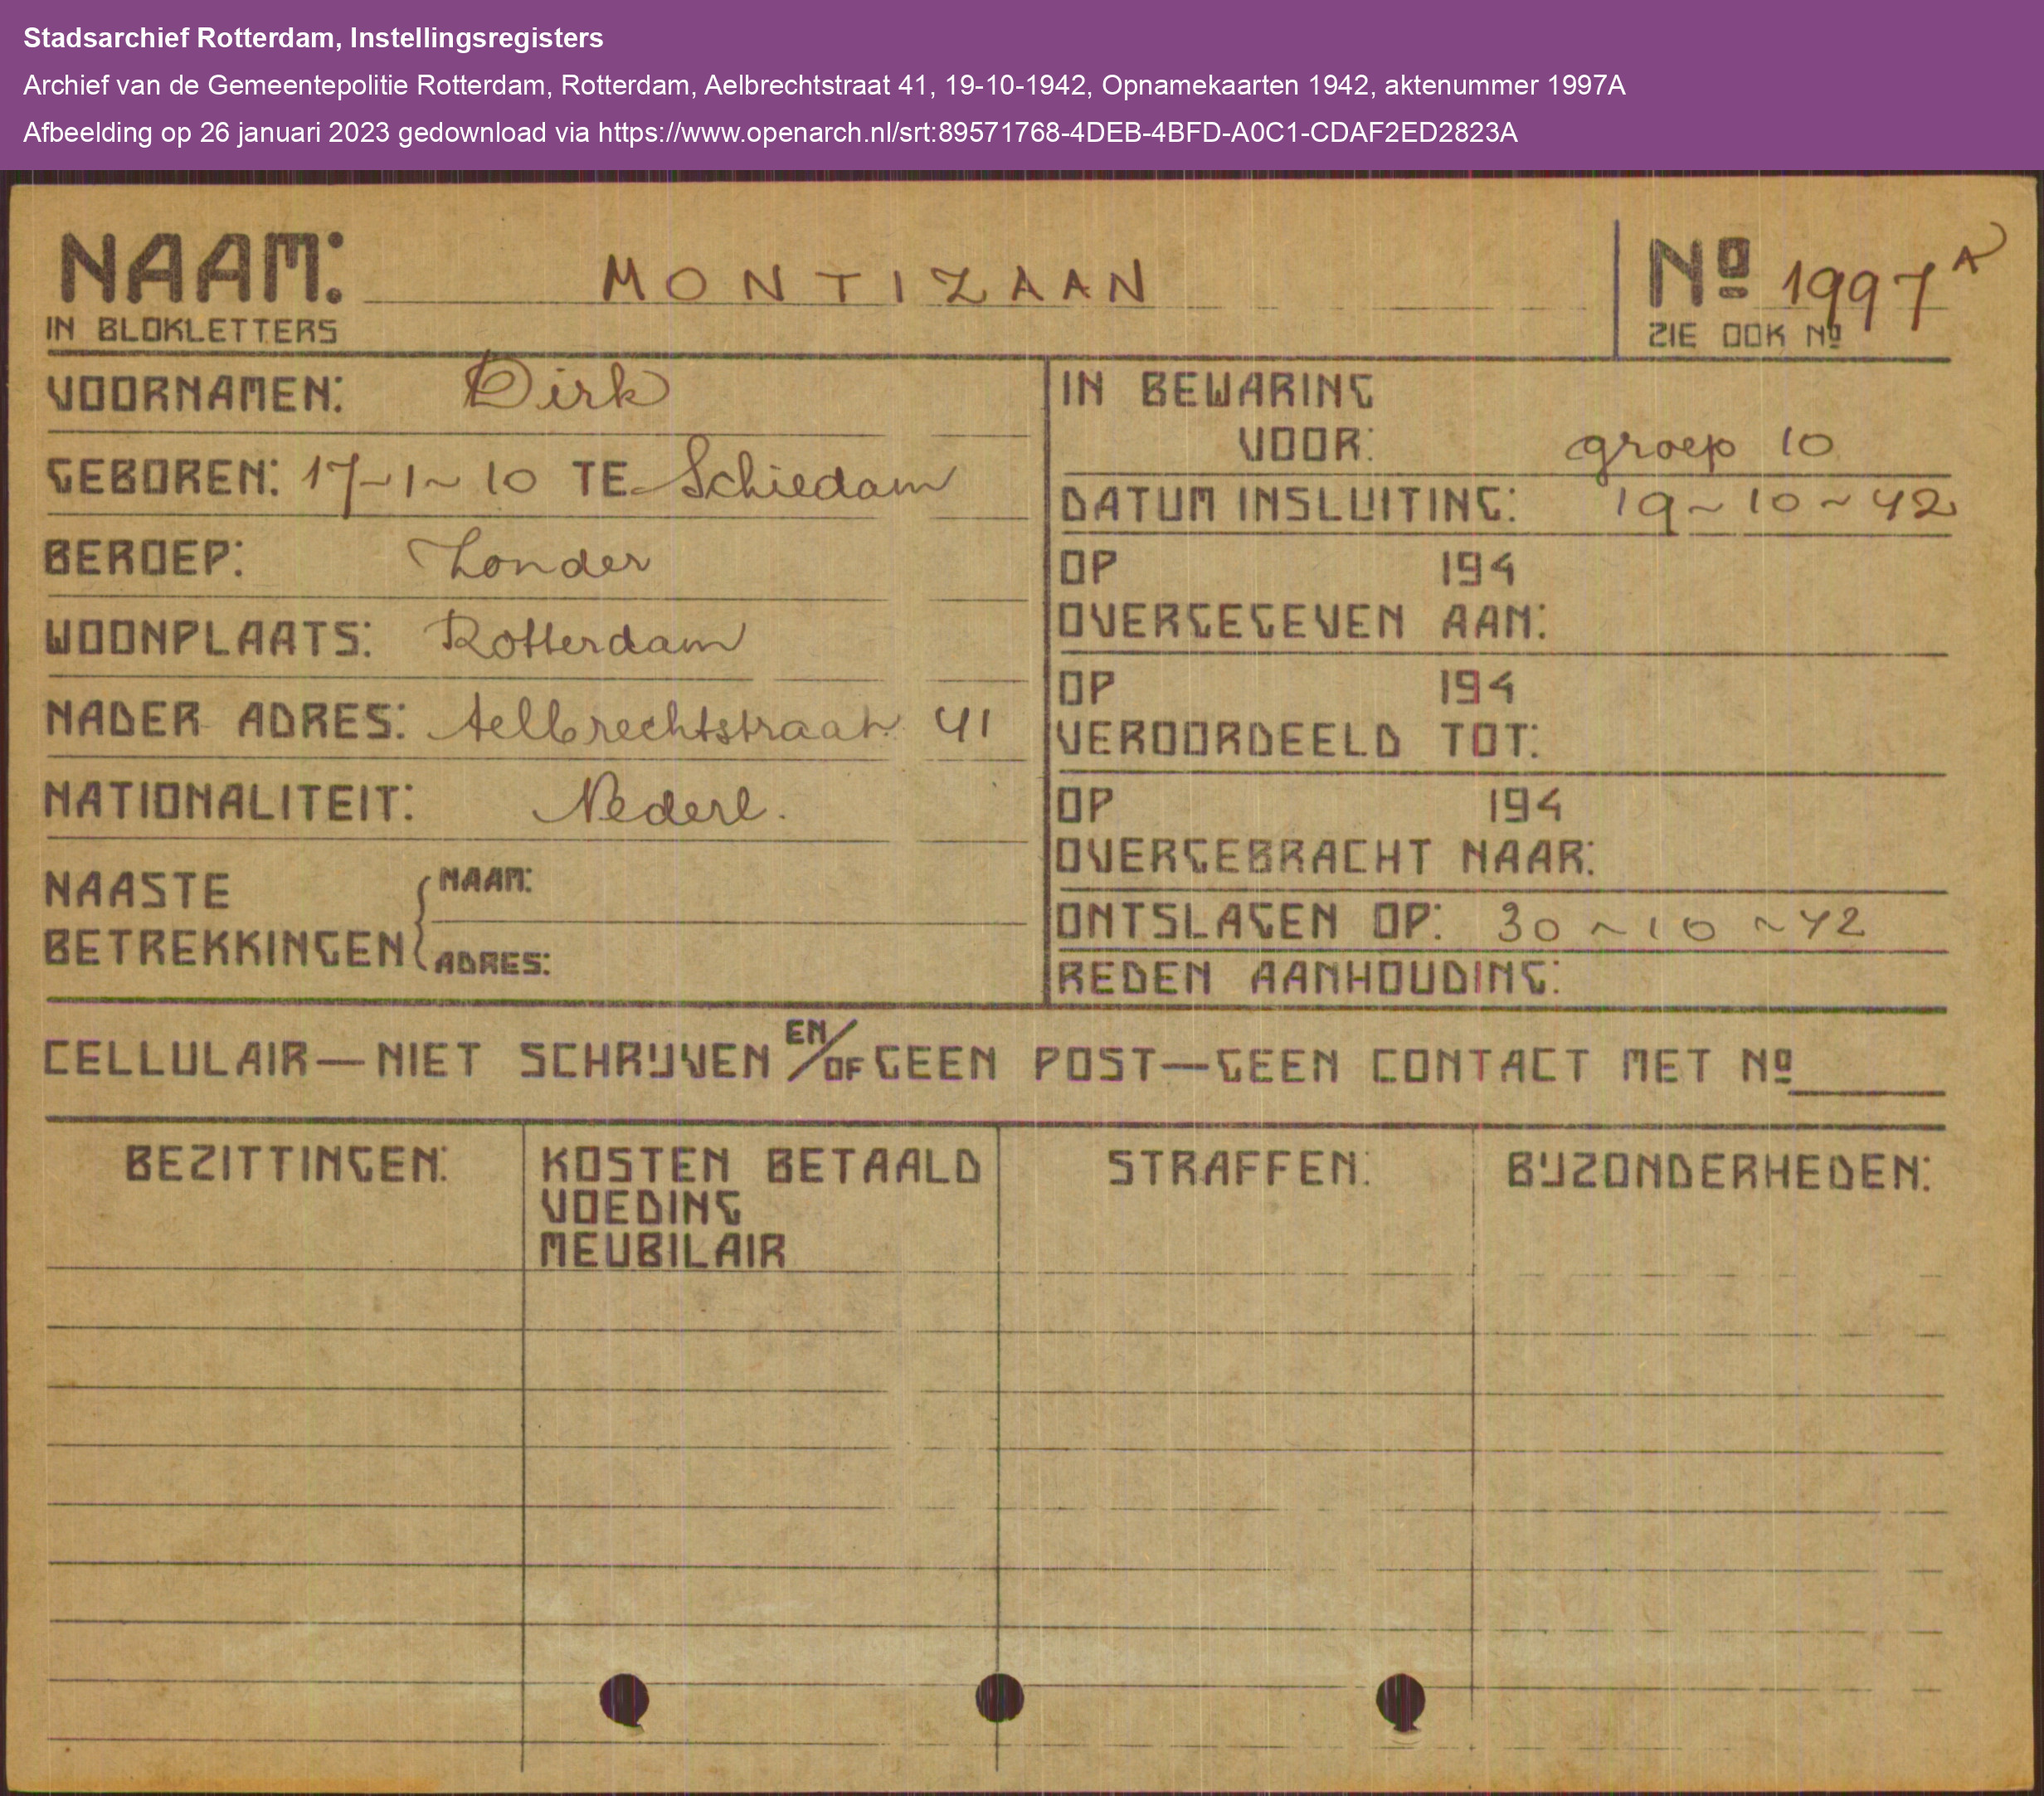 Stadsarchief Rotterdam, Instellingsregisters
Archief van de Gemeentepolitie Rotterdam, Rotterdam, Aelbrechtstraat 41, 19-10-1942, Opnamekaarten 1942, aktenummer 1997A
Afbeelding op 26 januari 2023 gedownload via https://www.openarch.nl/srt:89571768-4DEB-4BFD-A0C1-CDAF2ED2823A
NAAM: MONTIZAAN
IN BLOKLETTERS
Nº 1997 A
ZIE OOK Nº
VOORNAMEN: Dirk
GEBOREN: 17-1-10 TE Schiedam
BEROEP: Zonder
WOONPLAATS: Rotterdam
NADER ADRES: Aelbrechtstraat 41
NATIONALITEIT: Nederl.
NAASTE BETREKKINGEN
NAAM:
ADRES:
IN BEWARING
VOOR: groep 10
DATUM INSLUITING: 19-10-42
OP 194
OVERGEGEVEN AAN:
OP 194
VEROORDEELD TOT:
OP 194
OVERGEBRACHT NAAR:
ONTSLAGEN OP: 30-10-42
REDEN AANHOUDING:
CELLULAIR—NIET SCHRIJVEN EN/OF GEEN POST—GEEN CONTACT MET Nº
BEZITTINGEN:
KOSTEN BETAALD
VOEDING
MEUBILAIR
STRAFFEN:
BIJZONDERHEDEN: